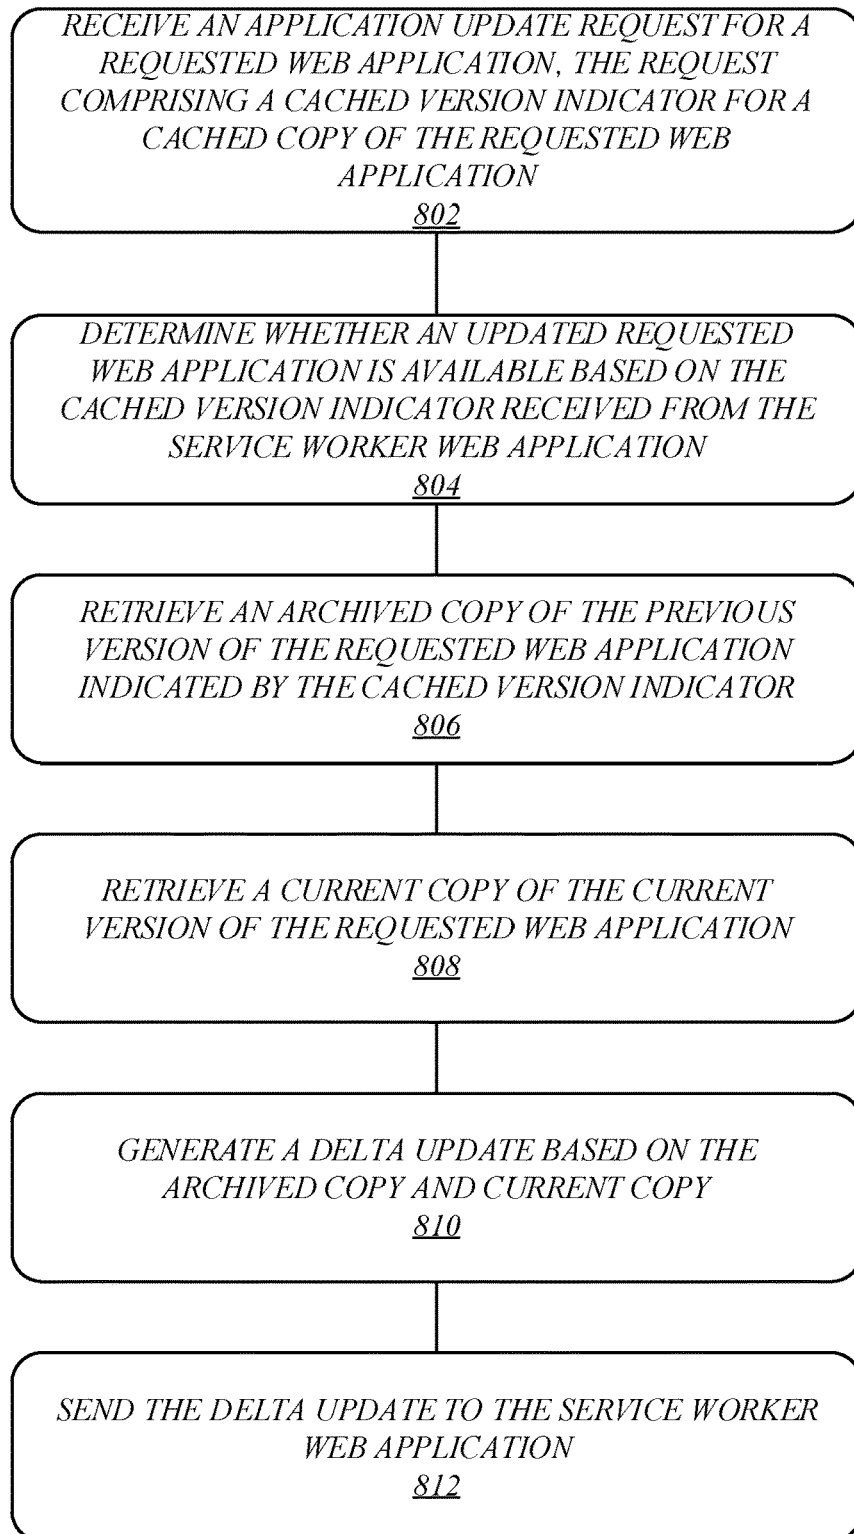 RECEIVE AN APPLICATION UPDATE REQUEST FOR A
REQUESTED WEB APPLICATION, THE REQUEST
COMPRISING A CACHED VERSION INDICATOR FOR A
CACHED COPY OF THE REQUESTED WEB
APPLICATION
802
DETERMINE WHETHER AN UPDATED REQUESTED
WEB APPLICATION IS AVAILABLE BASED ON THE
CACHED VERSION INDICATOR RECEIVED FROM THE
SERVICE WORKER WEB APPLICATION
804
RETRIEVE AN ARCHIVED COPY OF THE PREVIOUS
VERSION OF THE REQUESTED WEB APPLICATION
INDICATED BY THE CACHED VERSION INDICATOR
806
RETRIEVE A CURRENT COPY OF THE CURRENT
VERSION OF THE REQUESTED WEB APPLICATION
808
GENERATE A DELTA UPDATE BASED ON THE
ARCHIVED COPY AND CURRENT COPY
810
SEND THE DELTA UPDATE TO THE SERVICE WORKER
WEB APPLICATION
812